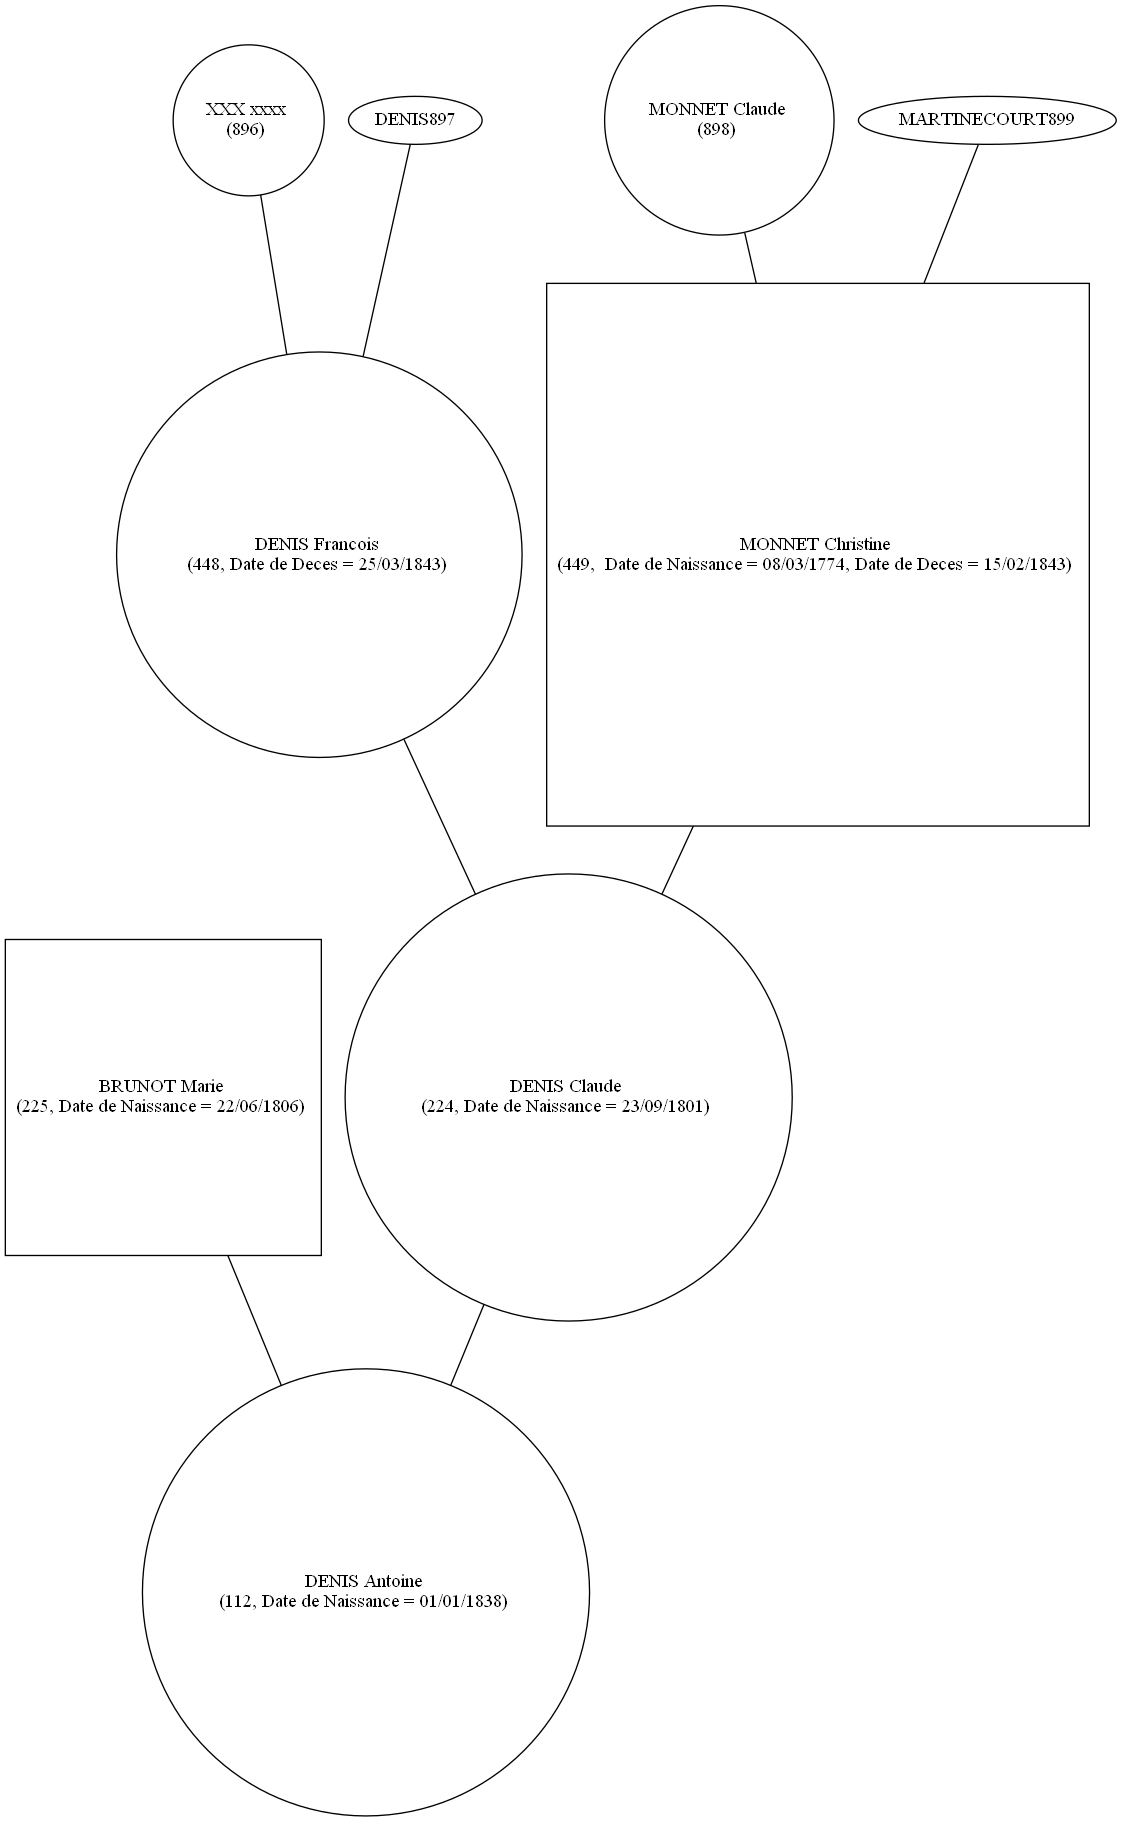 XXX xxxx
(896)
DENIS897
MONNET Claude
(898)
MARTINECOURT899
DENIS Francois
(448, Date de Deces = 25/03/1843)
MONNET Christine
(449,  Date de Naissance = 08/03/1774, Date de Deces = 15/02/1843)
BRUNOT Marie
(225, Date de Naissance = 22/06/1806)
DENIS Claude
(224, Date de Naissance = 23/09/1801)
DENIS Antoine
(112, Date de Naissance = 01/01/1838)